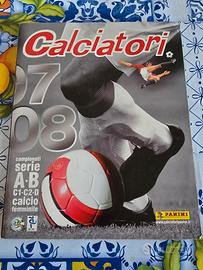 Calciatori
07
08
campionati
serie
A-B
C1-C2-D
calcio
femminile
PANINI